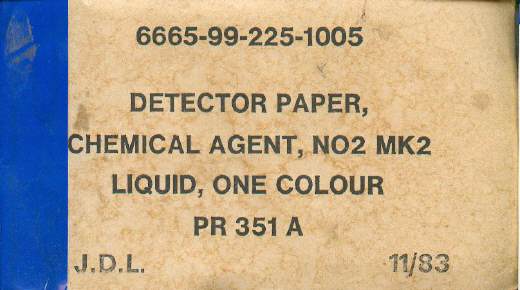 6665-99-225-1005
DETECTOR PAPER,
CHEMICAL AGENT, NO2 MK2
LIQUID, ONE COLOUR
PR 351 A
J.D.L. 11/83